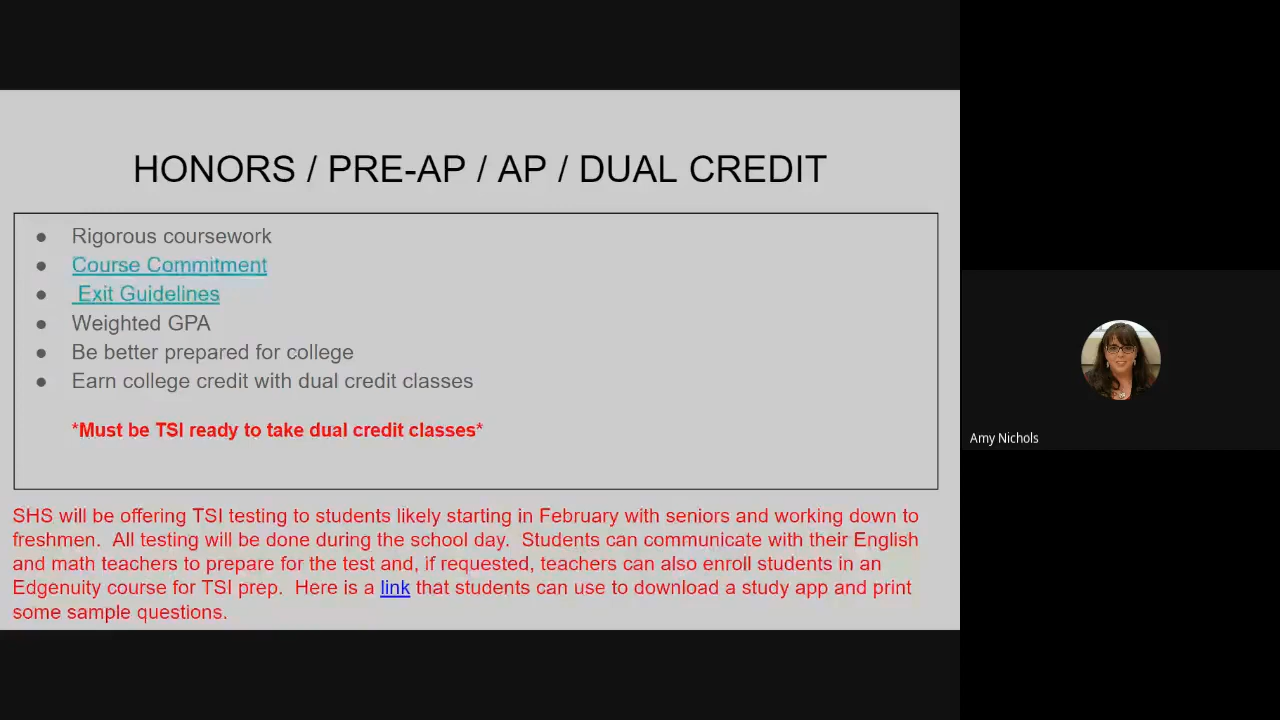 HONORS / PRE-AP / AP / DUAL CREDIT
● Rigorous coursework
● Course Commitment
● Exit Guidelines
● Weighted GPA
● Be better prepared for college
● Earn college credit with dual credit classes
*Must be TSI ready to take dual credit classes*
SHS will be offering TSI testing to students likely starting in February with seniors and working down to
freshmen.  All testing will be done during the school day.  Students can communicate with their English
and math teachers to prepare for the test and, if requested, teachers can also enroll students in an
Edgenuity course for TSI prep.  Here is a link that students can use to download a study app and print
some sample questions.
Amy Nichols